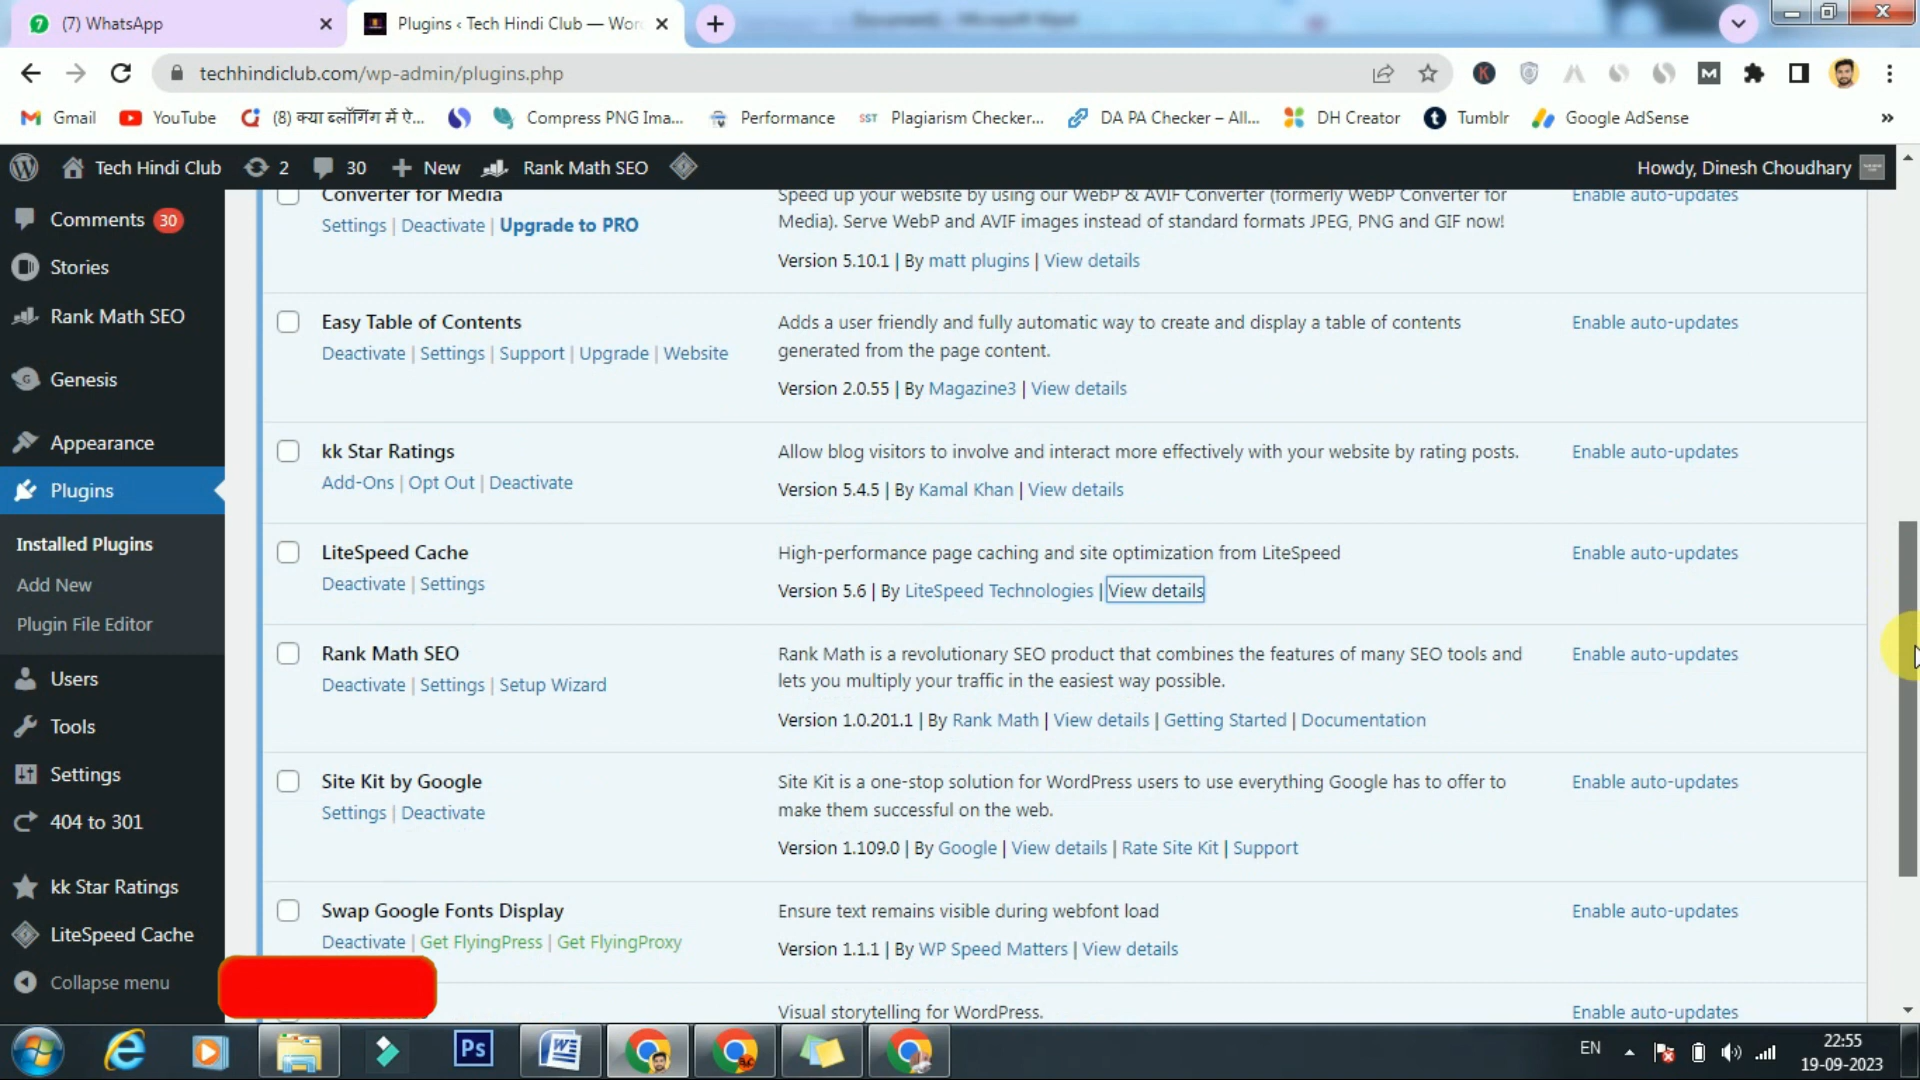 (7) WhatsApp
Plugins ‹ Tech Hindi Club — Wor
techhindiclub.com/wp-admin/plugins.php
Gmail
YouTube
(8) क्या ब्लॉगिंग में ऐ...
Compress PNG Ima...
Performance
SST Plagiarism Checker...
DA PA Checker – All...
DH Creator
Tumblr
Google AdSense
»
Tech Hindi Club
2
30
New
Rank Math SEO
Howdy, Dinesh Choudhary
Comments 30
Stories
Rank Math SEO
Genesis
Appearance
Plugins
Installed Plugins
Add New
Plugin File Editor
Users
Tools
Settings
404 to 301
kk Star Ratings
LiteSpeed Cache
Collapse menu
Converter for Media
Settings | Deactivate | Upgrade to PRO
Speed up your website by using our WebP & AVIF Converter (formerly WebP Converter for
Media). Serve WebP and AVIF images instead of standard formats JPEG, PNG and GIF now!
Version 5.10.1 | By matt plugins | View details
Enable auto-updates
Easy Table of Contents
Deactivate | Settings | Support | Upgrade | Website
Adds a user friendly and fully automatic way to create and display a table of contents
generated from the page content.
Version 2.0.55 | By Magazine3 | View details
Enable auto-updates
kk Star Ratings
Add-Ons | Opt Out | Deactivate
Allow blog visitors to involve and interact more effectively with your website by rating posts.
Version 5.4.5 | By Kamal Khan | View details
Enable auto-updates
LiteSpeed Cache
Deactivate | Settings
High-performance page caching and site optimization from LiteSpeed
Version 5.6 | By LiteSpeed Technologies | View details
Enable auto-updates
Rank Math SEO
Deactivate | Settings | Setup Wizard
Rank Math is a revolutionary SEO product that combines the features of many SEO tools and
lets you multiply your traffic in the easiest way possible.
Version 1.0.201.1 | By Rank Math | View details | Getting Started | Documentation
Enable auto-updates
Site Kit by Google
Settings | Deactivate
Site Kit is a one-stop solution for WordPress users to use everything Google has to offer to
make them successful on the web.
Version 1.109.0 | By Google | View details | Rate Site Kit | Support
Enable auto-updates
Swap Google Fonts Display
Deactivate | Get FlyingPress | Get FlyingProxy
Ensure text remains visible during webfont load
Version 1.1.1 | By WP Speed Matters | View details
Enable auto-updates
Visual storytelling for WordPress.
Enable auto-updates
Ps
EN
22:55
19-09-2023